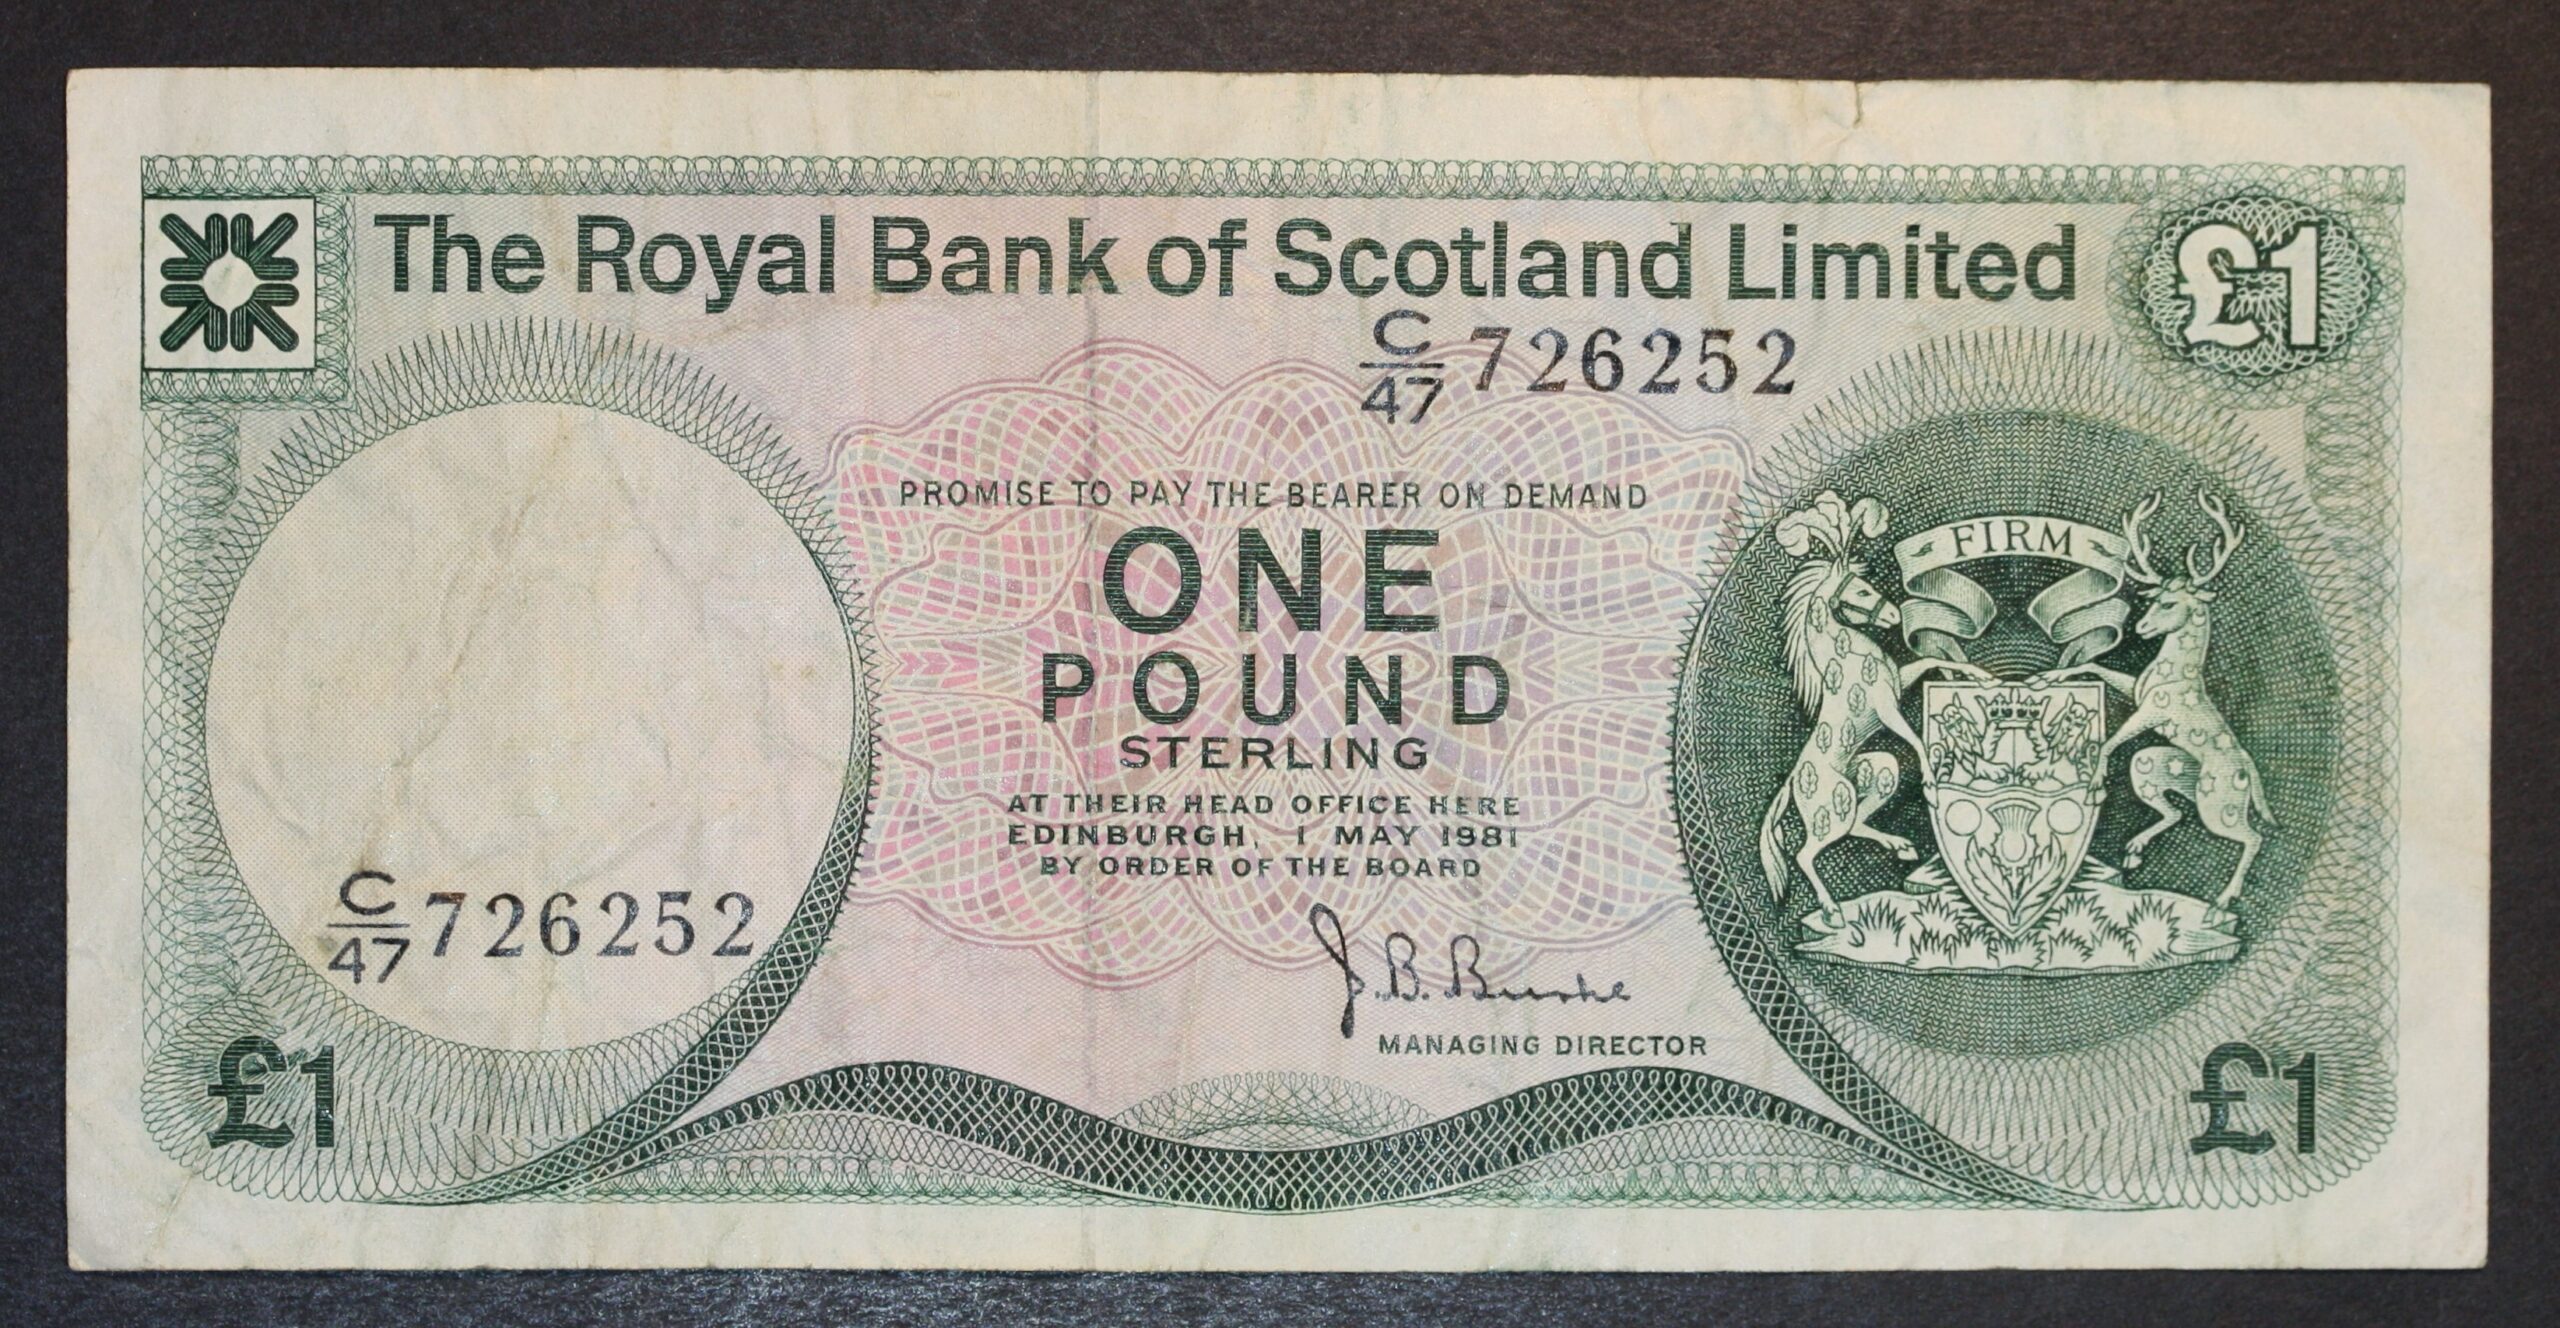 The Royal Bank of Scotland Limited
£1
C/47 726252
PROMISE TO PAY THE BEARER ON DEMAND
FIRM
ONE
POUND
STERLING
AT THEIR HEAD OFFICE HERE
EDINBURGH, 1 MAY 1981
BY ORDER OF THE BOARD
C/47 726252
J. B. Burke
MANAGING DIRECTOR
£1
£1